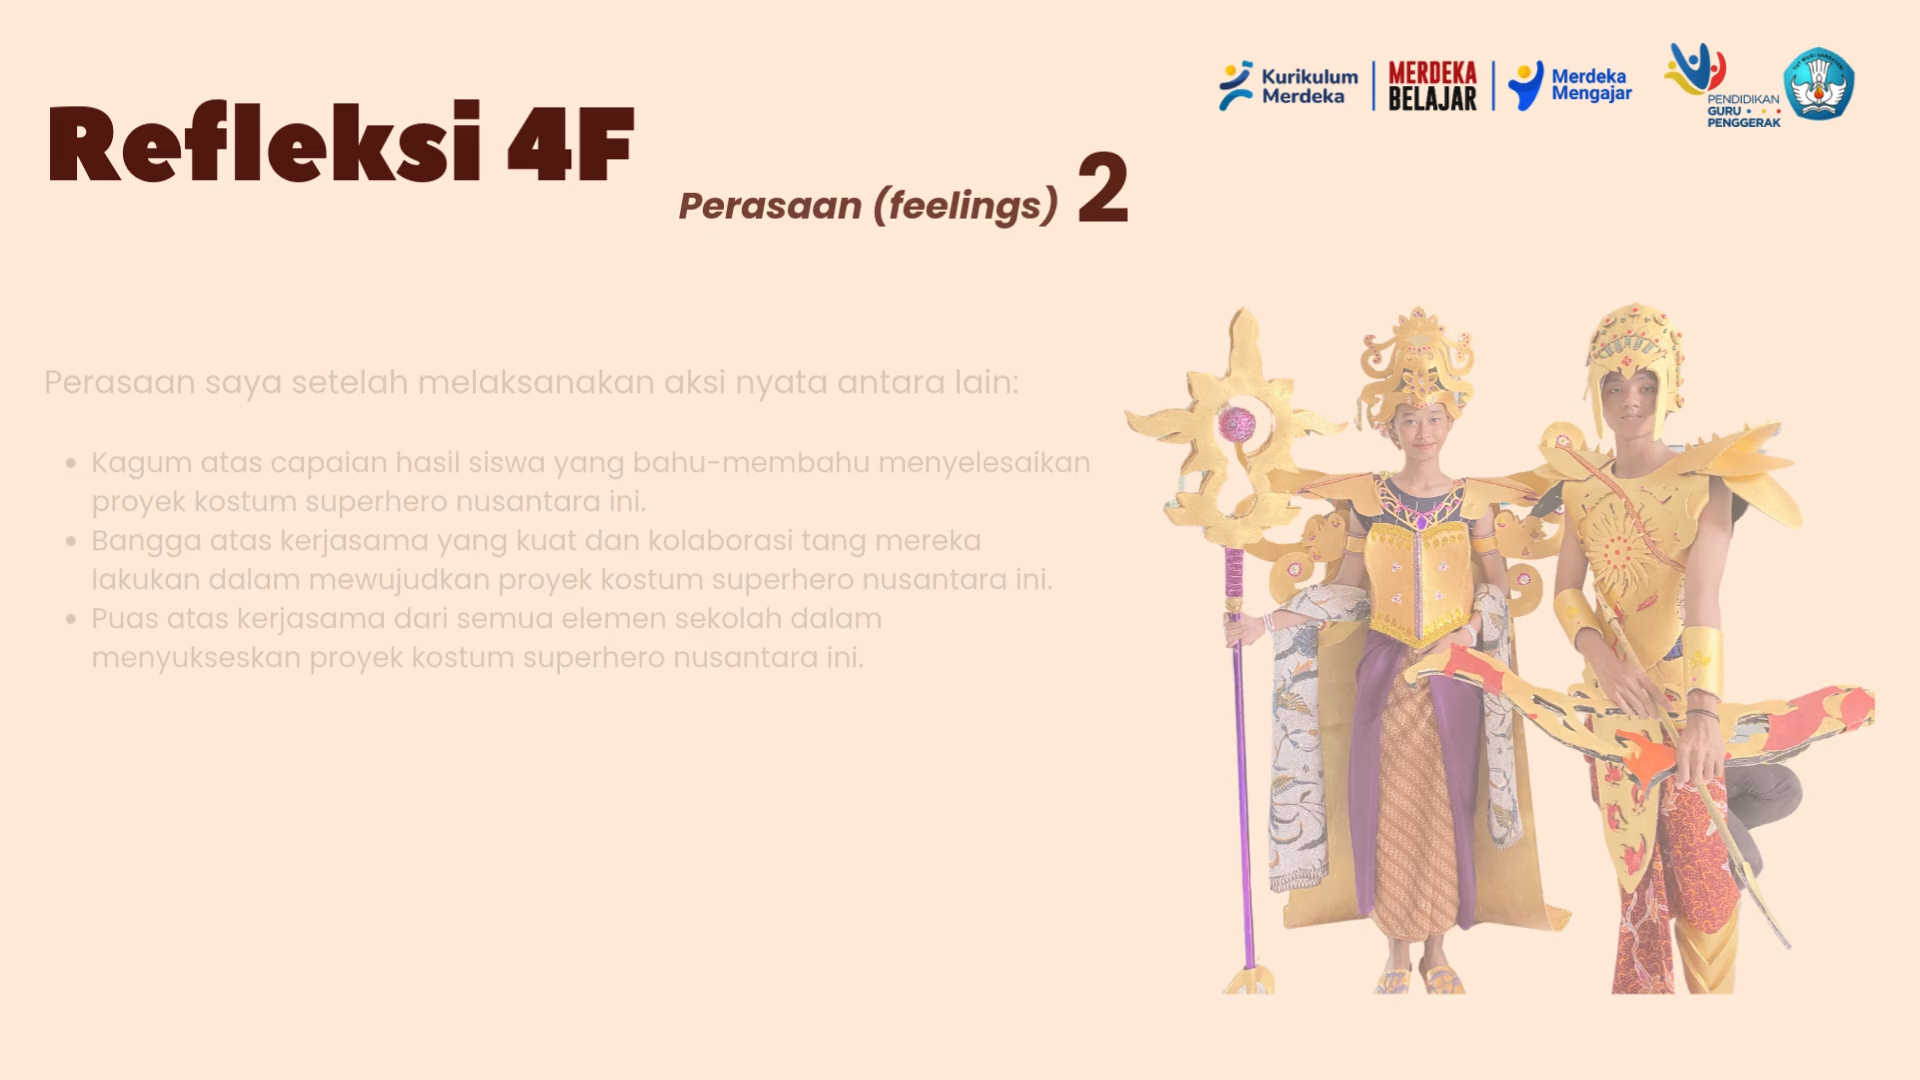 Kurikulum
Merdeka
MERDEKA
BELAJAR
Merdeka
Mengajar
PENDIDIKAN
GURU
PENGGERAK
Refleksi 4F
Perasaan (feelings) 2
Perasaan saya setelah melaksanakan aksi nyata antara lain:
• Kagum atas capaian hasil siswa yang bahu-membahu menyelesaikan
proyek kostum superhero nusantara ini.
• Bangga atas kerjasama yang kuat dan kolaborasi tang mereka
lakukan dalam mewujudkan proyek kostum superhero nusantara ini.
• Puas atas kerjasama dari semua elemen sekolah dalam
menyukseskan proyek kostum superhero nusantara ini.